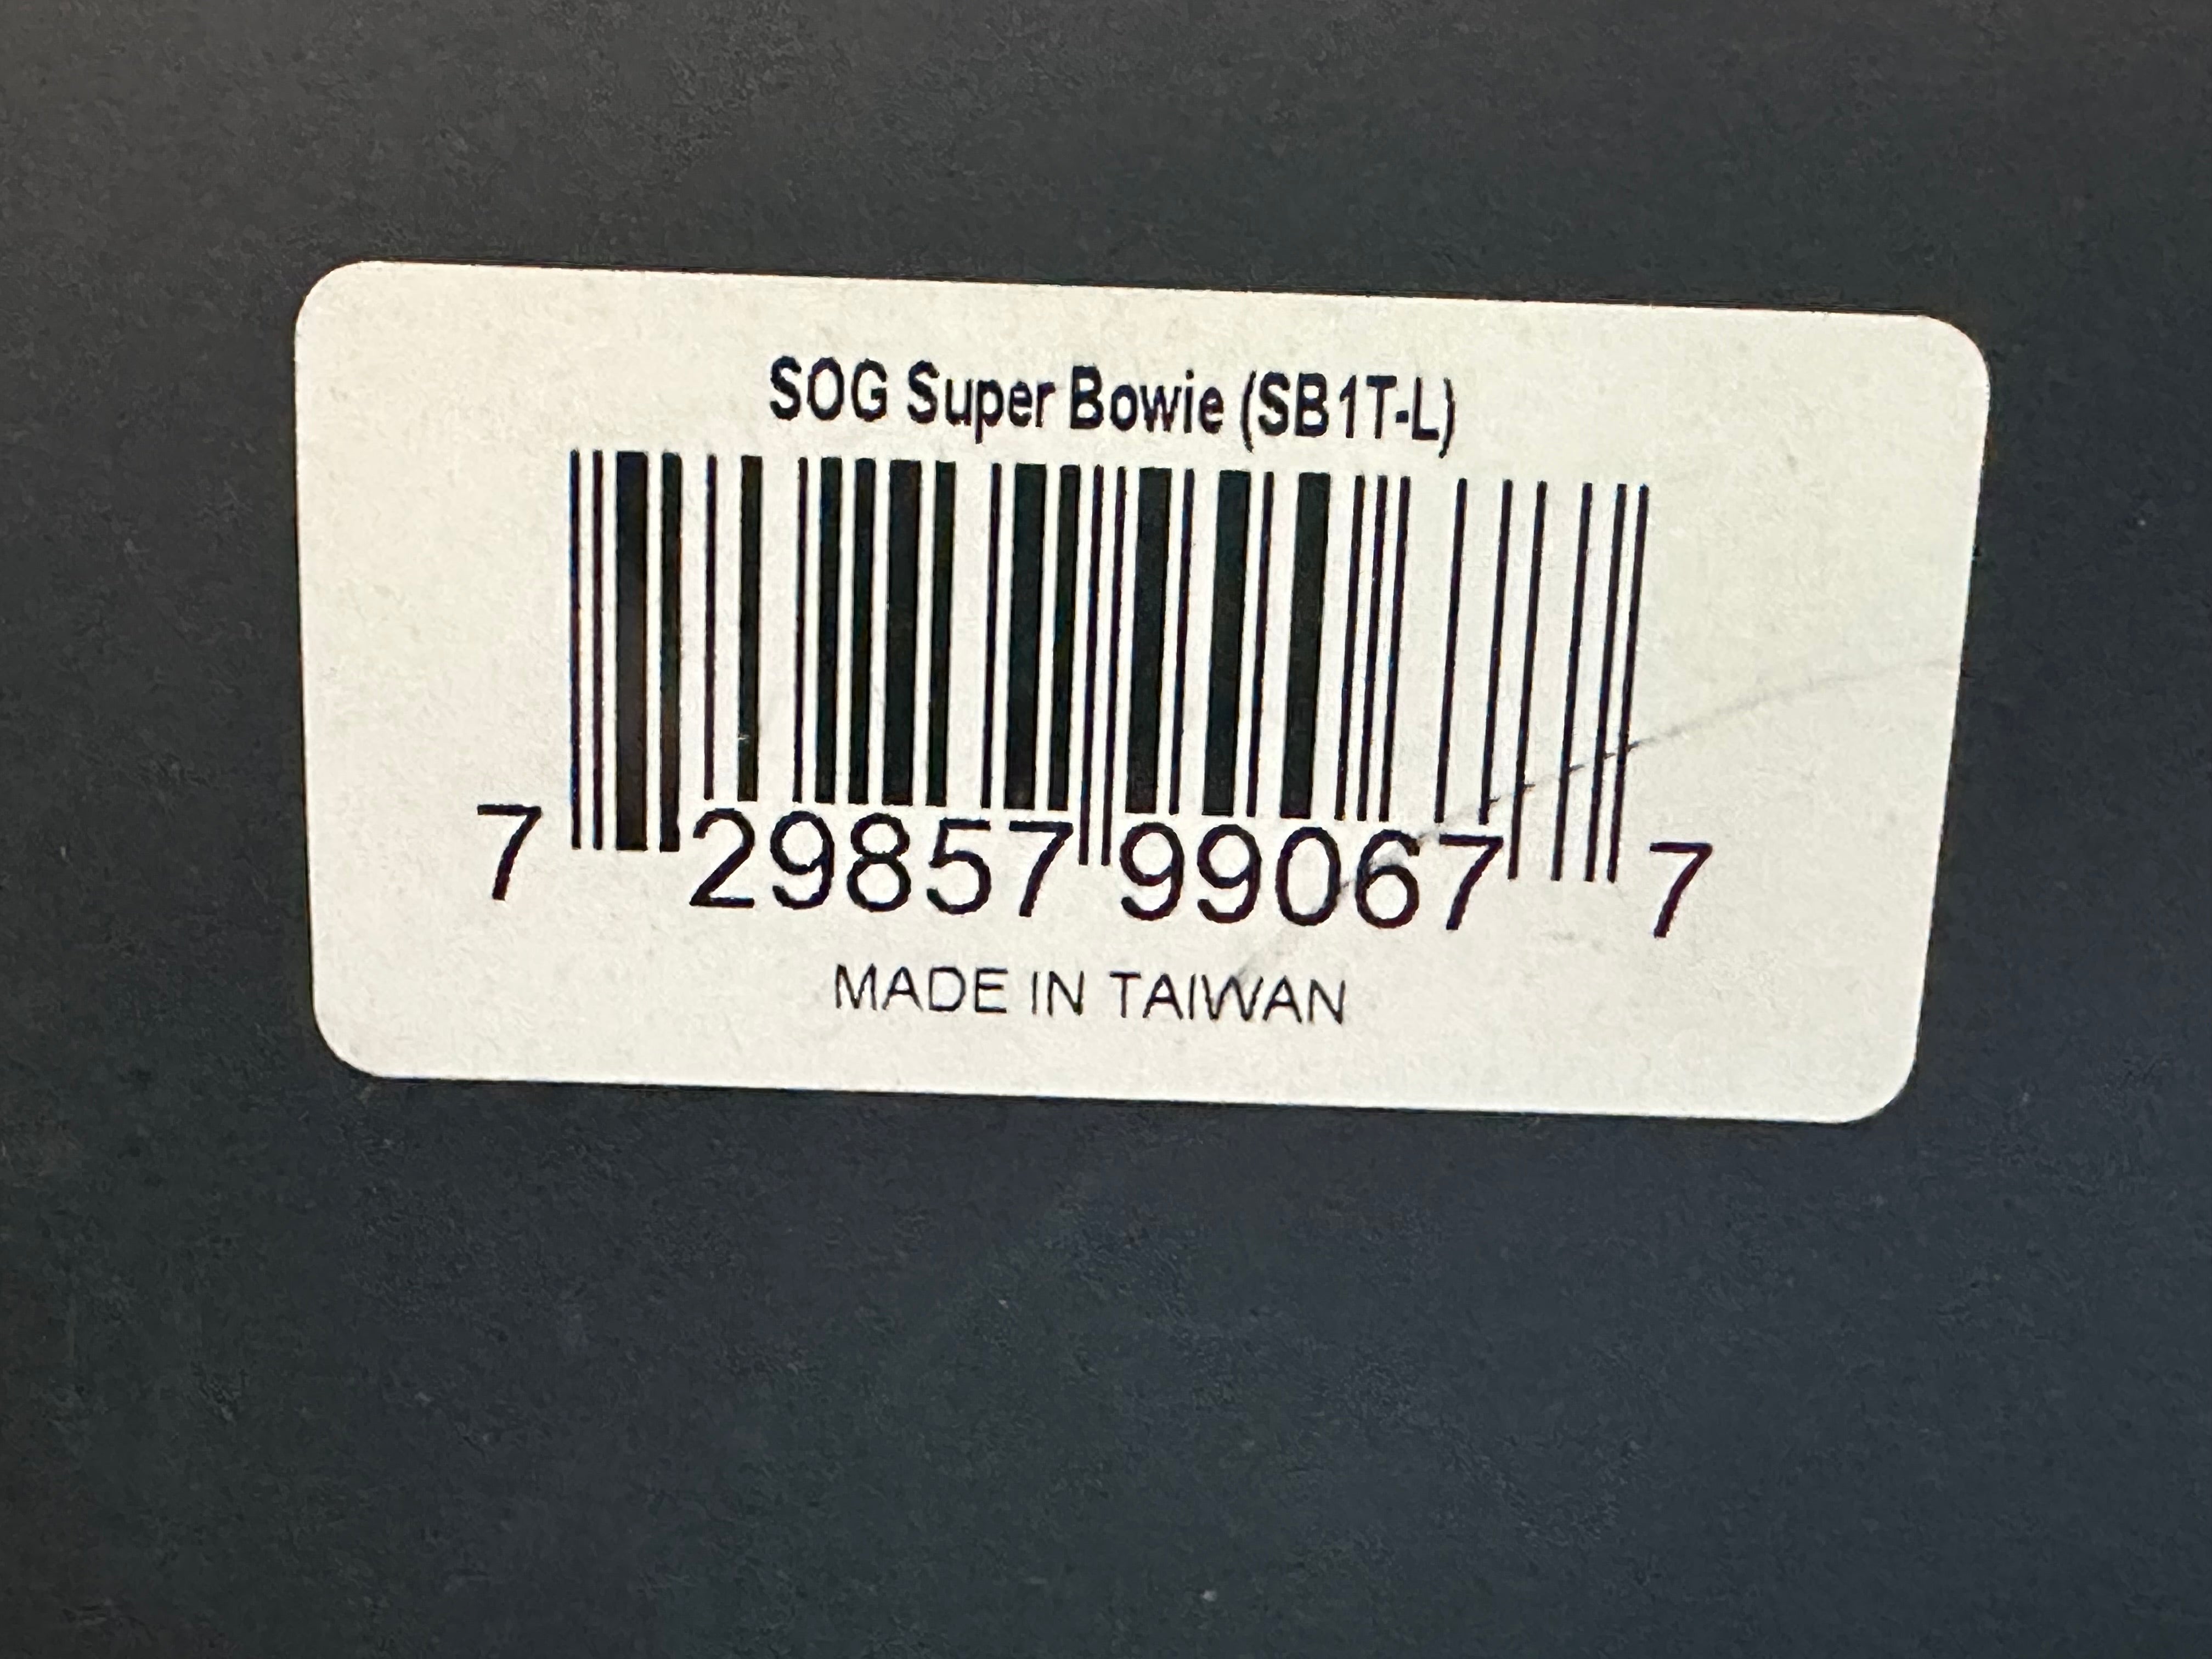 SOG Super Bowie (SB1T-L)
7 29857 99067 7
MADE IN TAIWAN